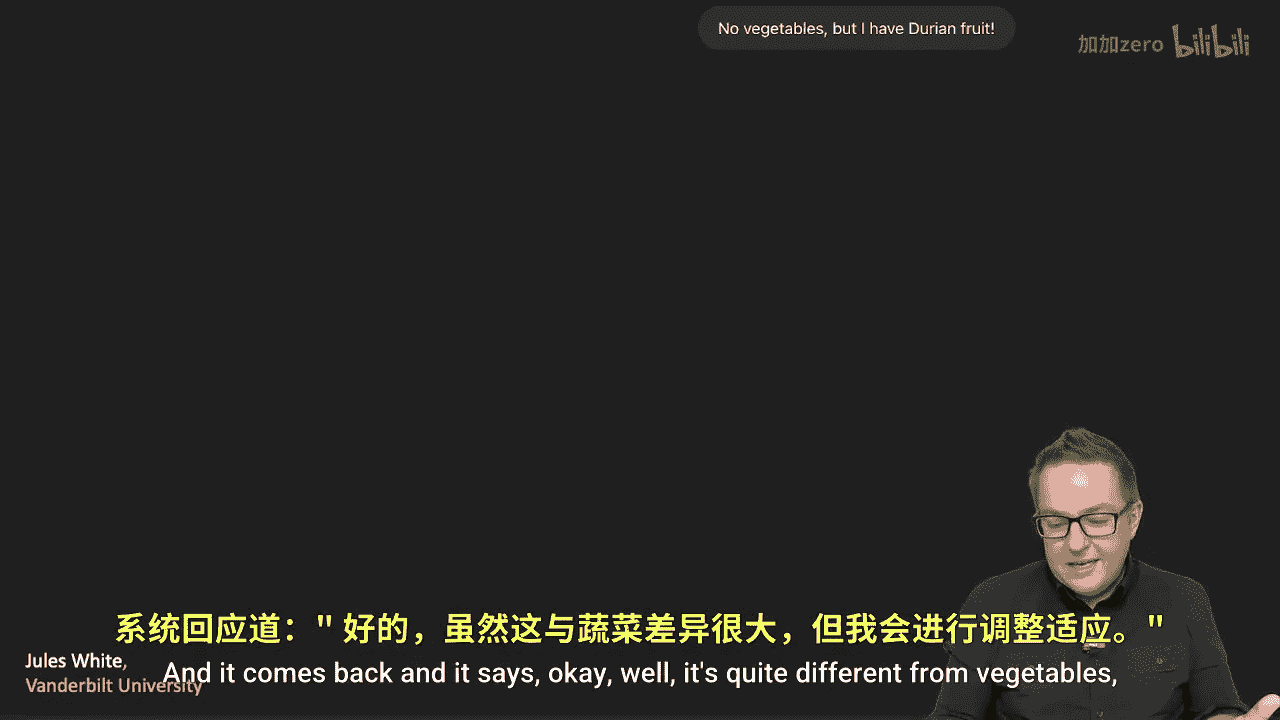 No vegetables, but I have Durian fruit!
加加zero bilibili
系统回应道：" 好的，虽然这与蔬菜差异很大，但我会进行调整适应。"
And it comes back and it says, okay, well, it's quite different from vegetables,
Jules White,
Vanderbilt University